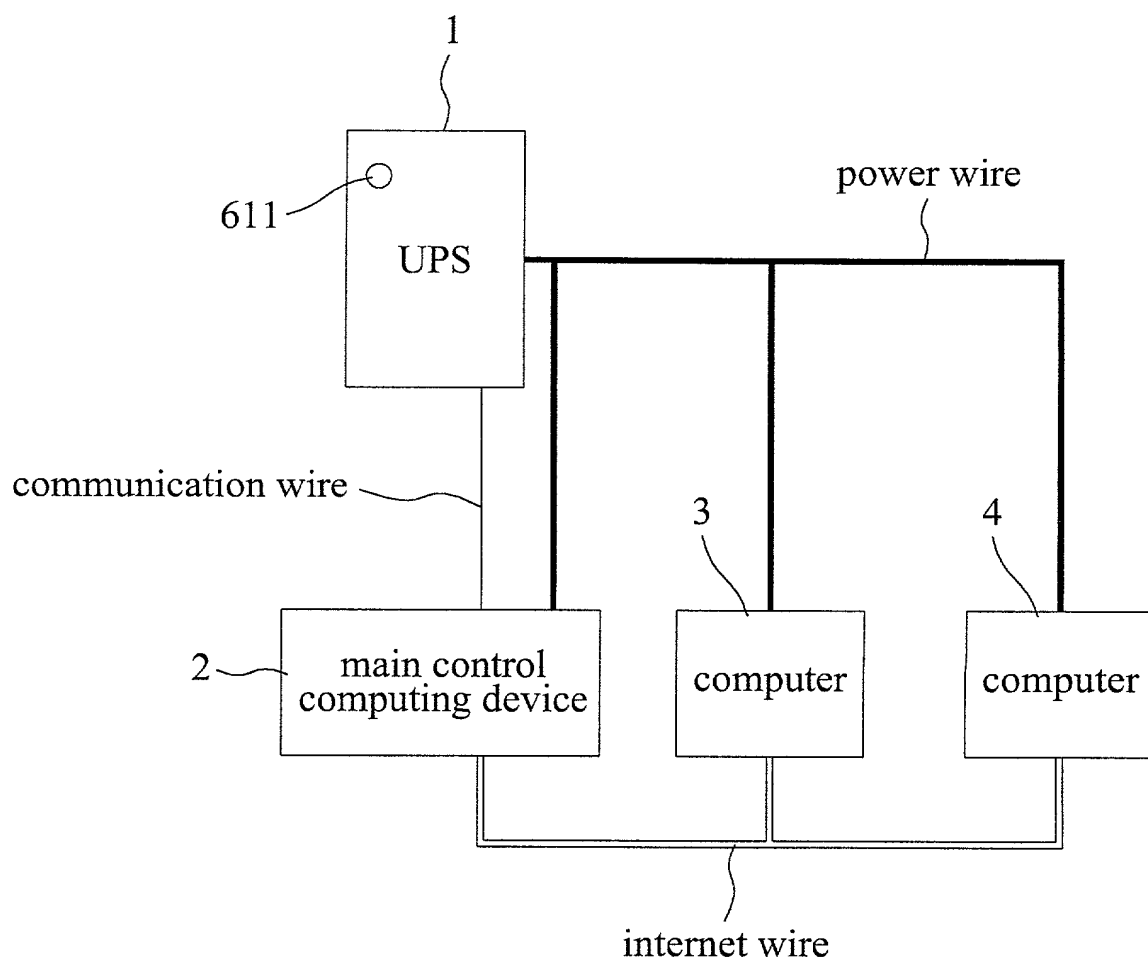 1
power wire
611
UPS
communication wire
3
4
2
main control
computing device
computer
computer
internet wire